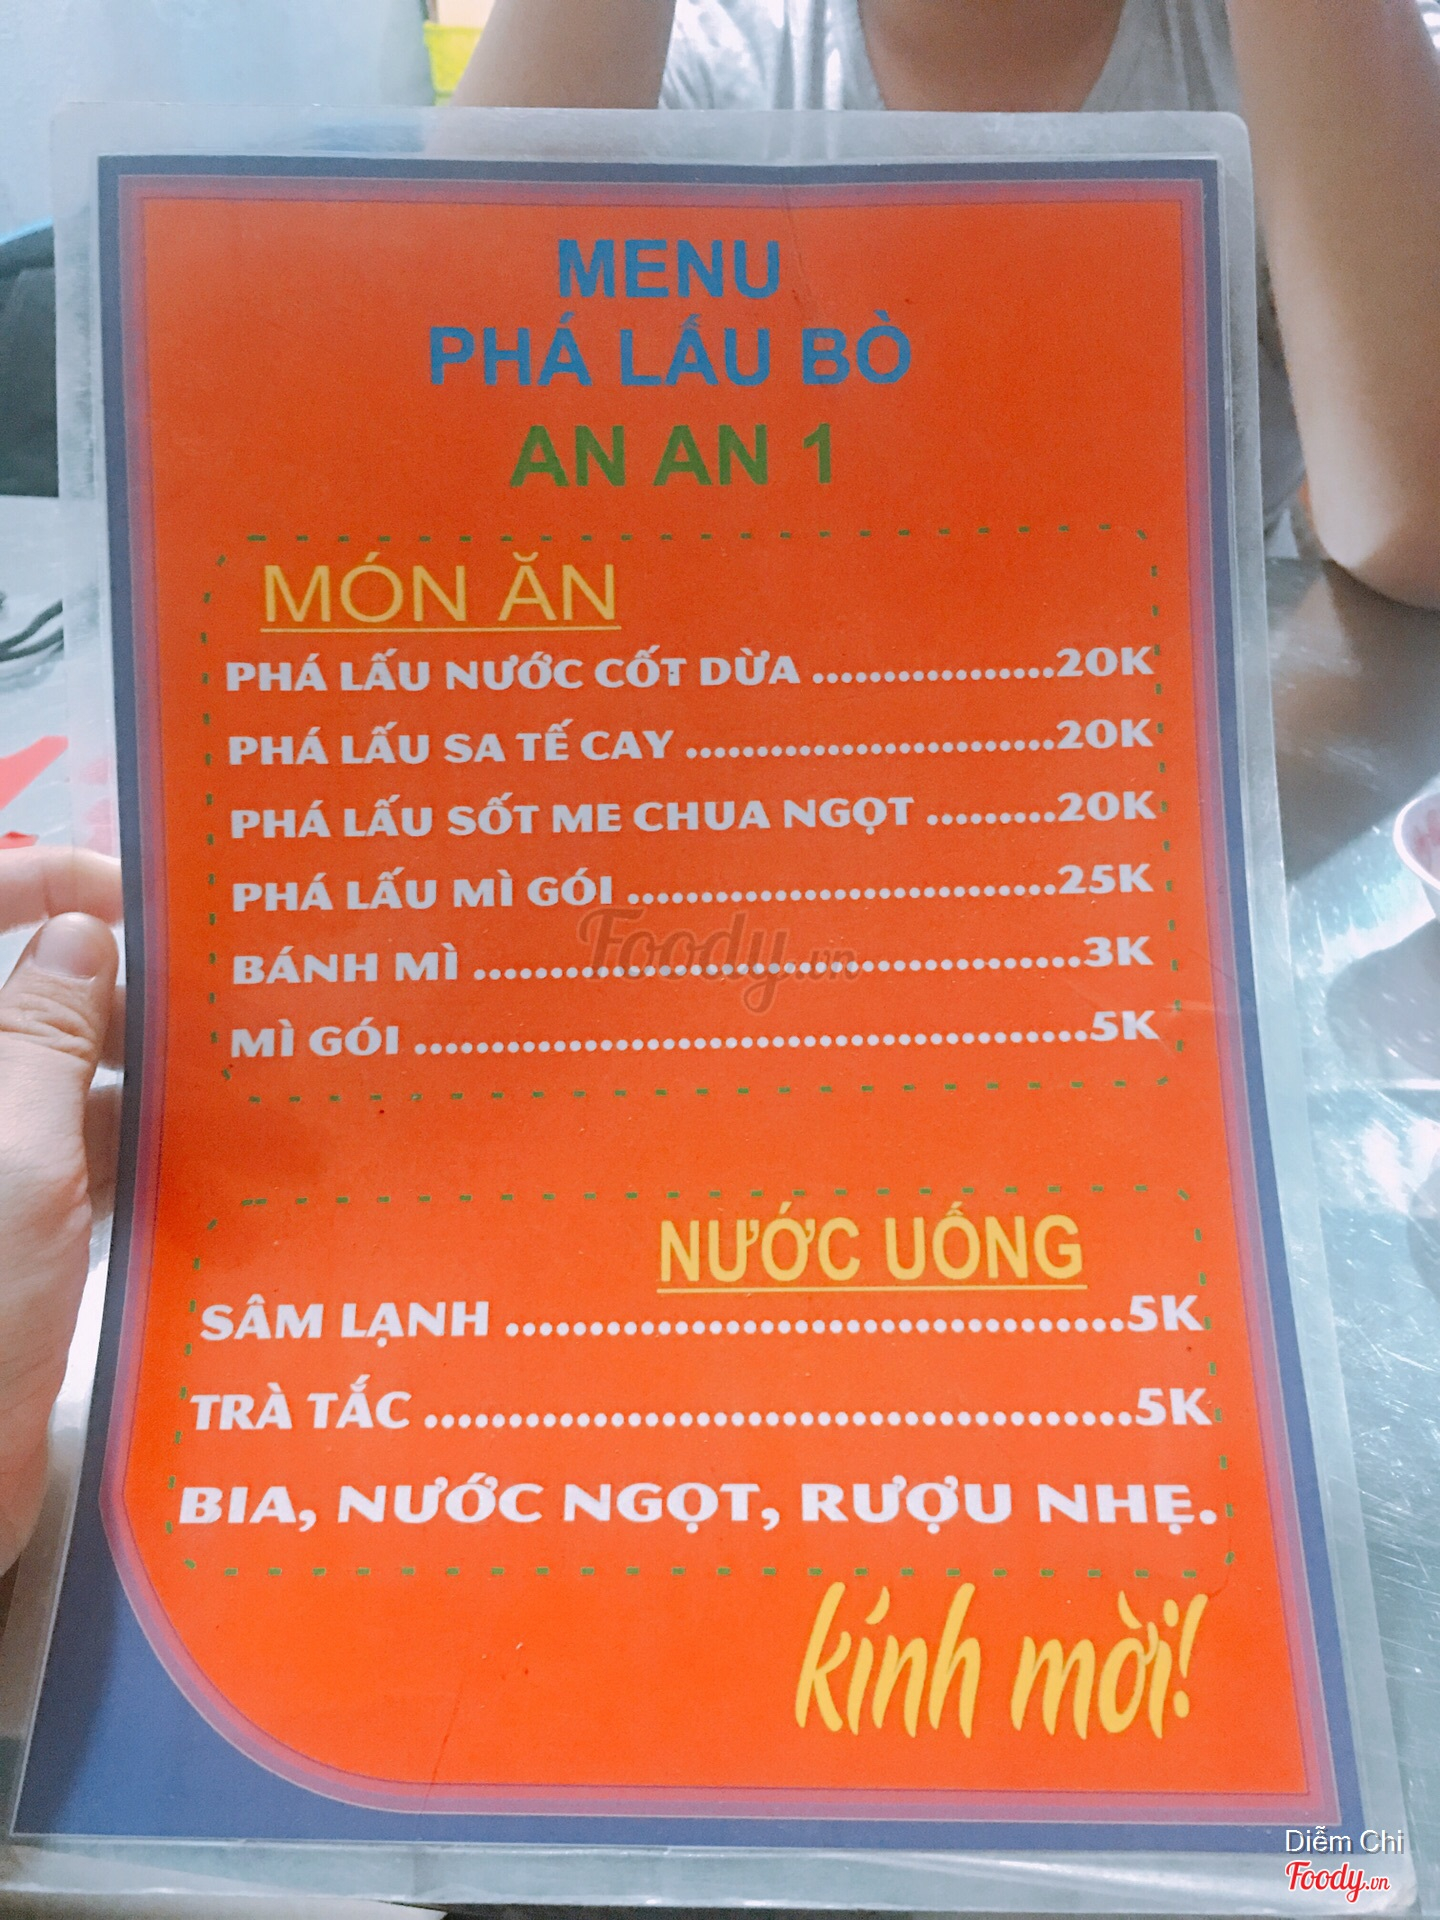 MENU
PHÁ LẤU BÒ
AN AN 1
MÓN ĂN
PHÁ LẤU NƯỚC CỐT DỪA .................20K
PHÁ LẤU SA TẾ CAY ..........................20K
PHÁ LẤU SỐT ME CHUA NGỌT .........20K
PHÁ LẤU MÌ GÓI ..............................25K
BÁNH MÌ ........................................3K
MÌ GÓI ............................................5K
Foody.vn
NƯỚC UỐNG
SÂM LẠNH .....................................5K
TRÀ TẮC ..........................................5K
BIA, NƯỚC NGỌT, RƯỢU NHẸ.
kính mời!
Diễm Chi
Foody.vn